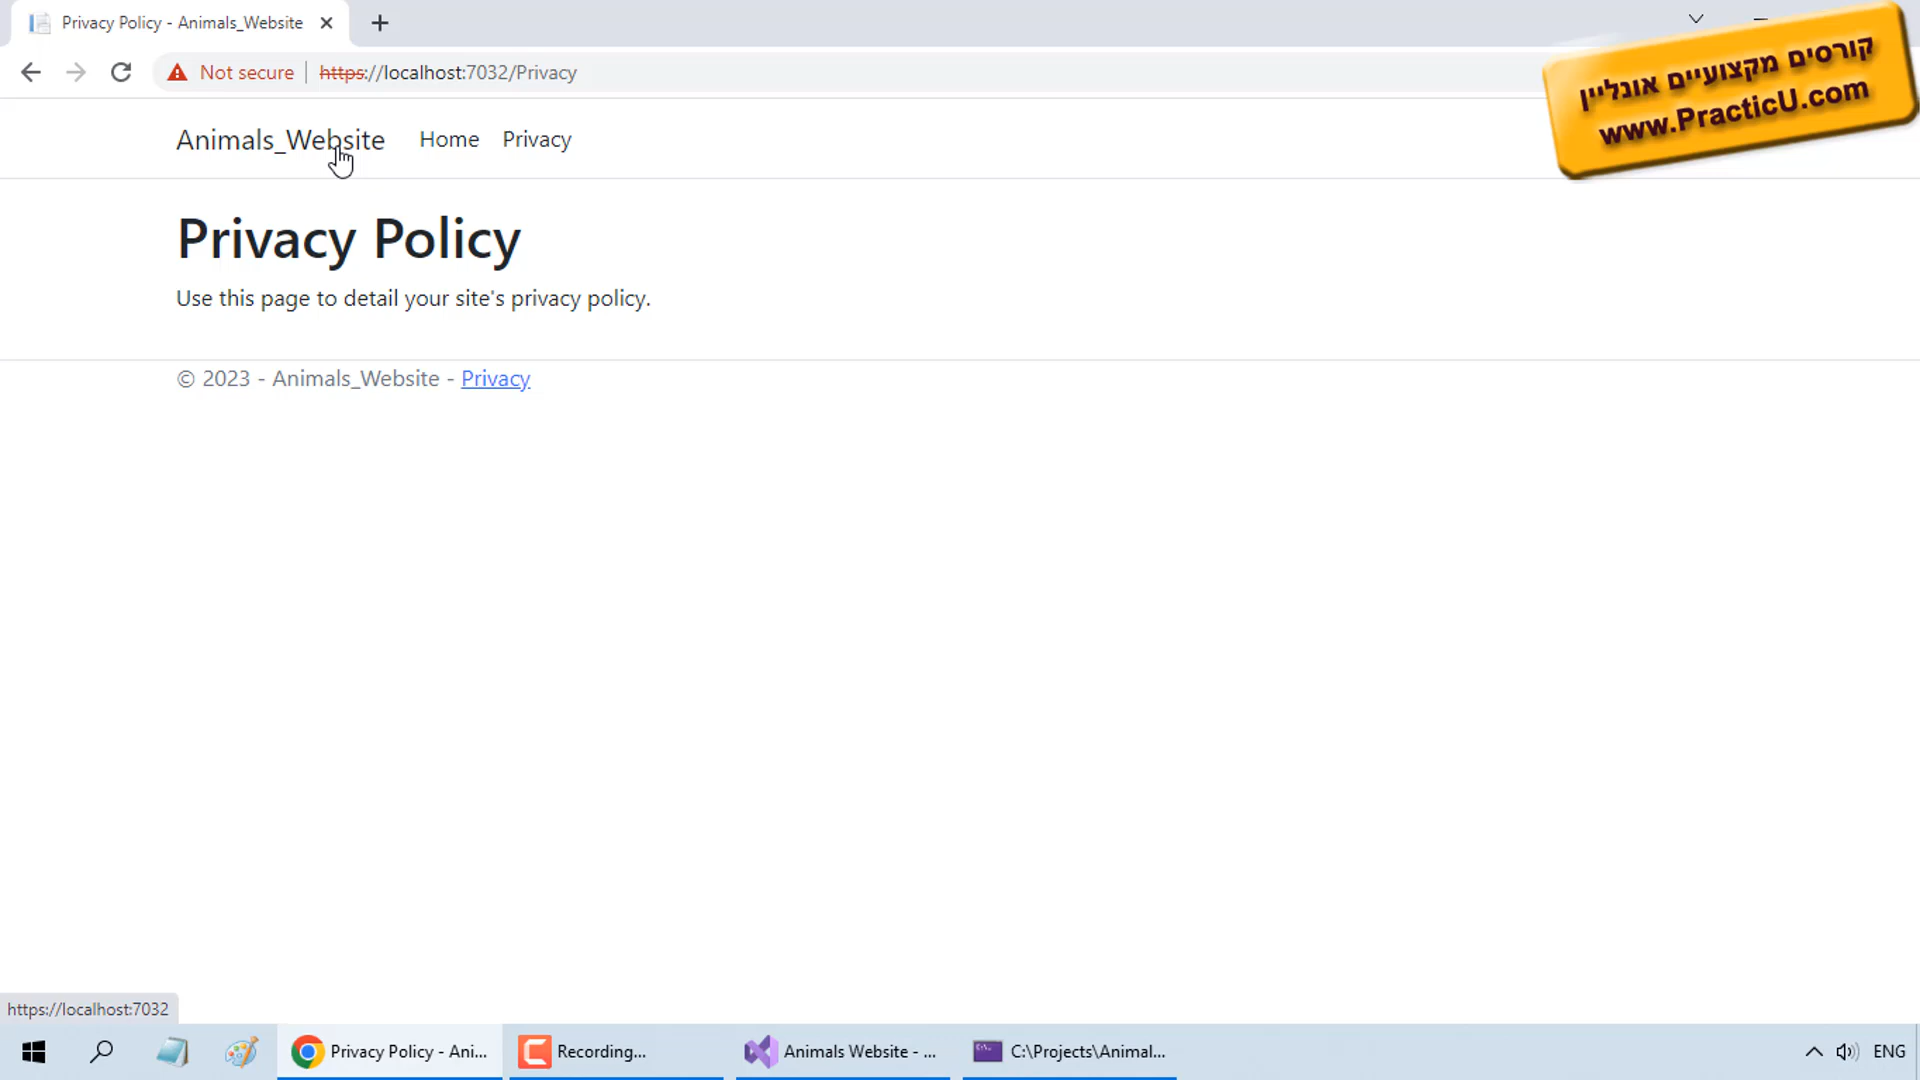 Privacy Policy - Animals_Website
Not secure
https://localhost:7032/Privacy
קורסים מקצועיים אונליין
www.PracticU.com
Animals_Website Home Privacy
Privacy Policy
Use this page to detail your site's privacy policy.
© 2023 - Animals_Website - Privacy
https://localhost:7032
Privacy Policy - Ani...
Recording...
Animals Website - ...
C:\Projects\Animal...
ENG